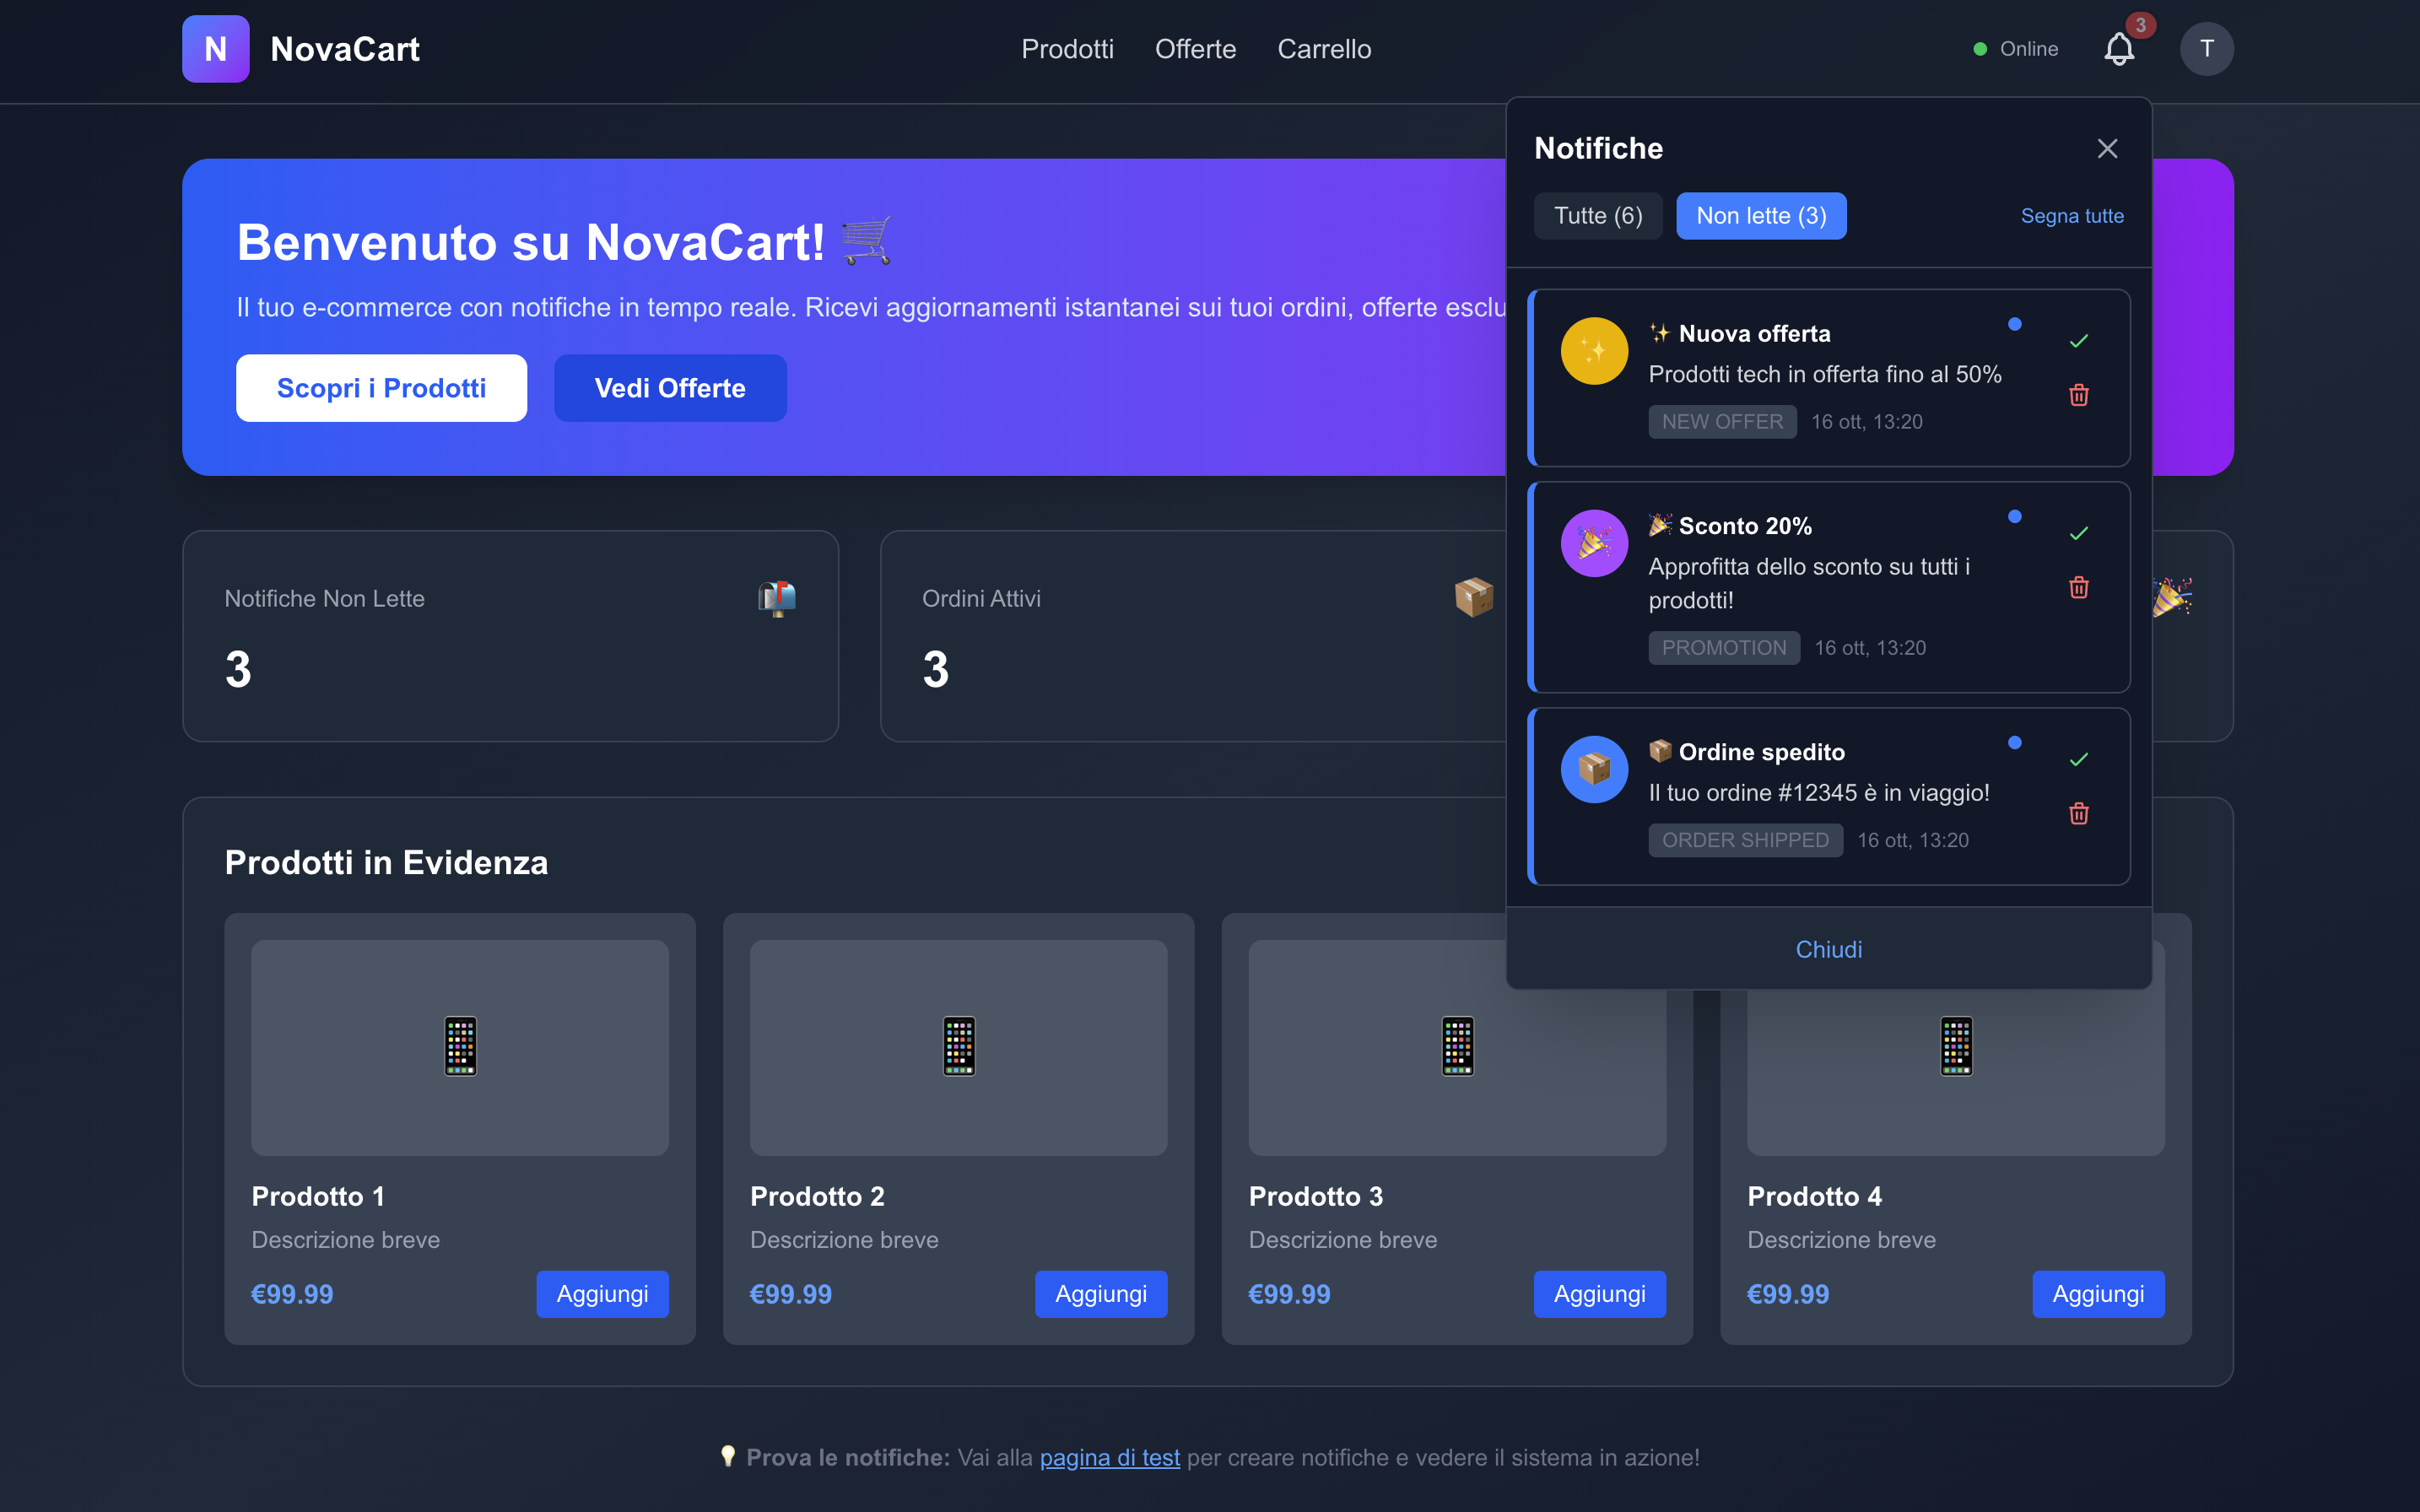 N
NovaCart
Prodotti
Offerte
Carrello
Online
3
T
Benvenuto su NovaCart! 🛒
Il tuo e-commerce con notifiche in tempo reale. Ricevi aggiornamenti istantanei sui tuoi ordini, offerte
Scopri i Prodotti
Vedi Offerte
Notifiche Non Lette
3
Ordini Attivi
3
Notifiche
Tutte (6)
Non lette (3)
Segna tutte
✨ Nuova offerta
Prodotti tech in offerta fino al 50%
NEW OFFER 16 ott, 13:20
🎉 Sconto 20%
Approfitta dello sconto su tutti i
prodotti!
PROMOTION 16 ott, 13:20
📦 Ordine spedito
Il tuo ordine #12345 è in viaggio!
ORDER SHIPPED 16 ott, 13:20
Chiudi
Prodotti in Evidenza
Prodotto 1
Descrizione breve
€99.99
Aggiungi
Prodotto 2
Descrizione breve
€99.99
Aggiungi
Prodotto 3
Descrizione breve
€99.99
Aggiungi
Prodotto 4
Descrizione breve
€99.99
Aggiungi
💡 Prova le notifiche: Vai alla pagina di test per creare notifiche e vedere il sistema in azione!